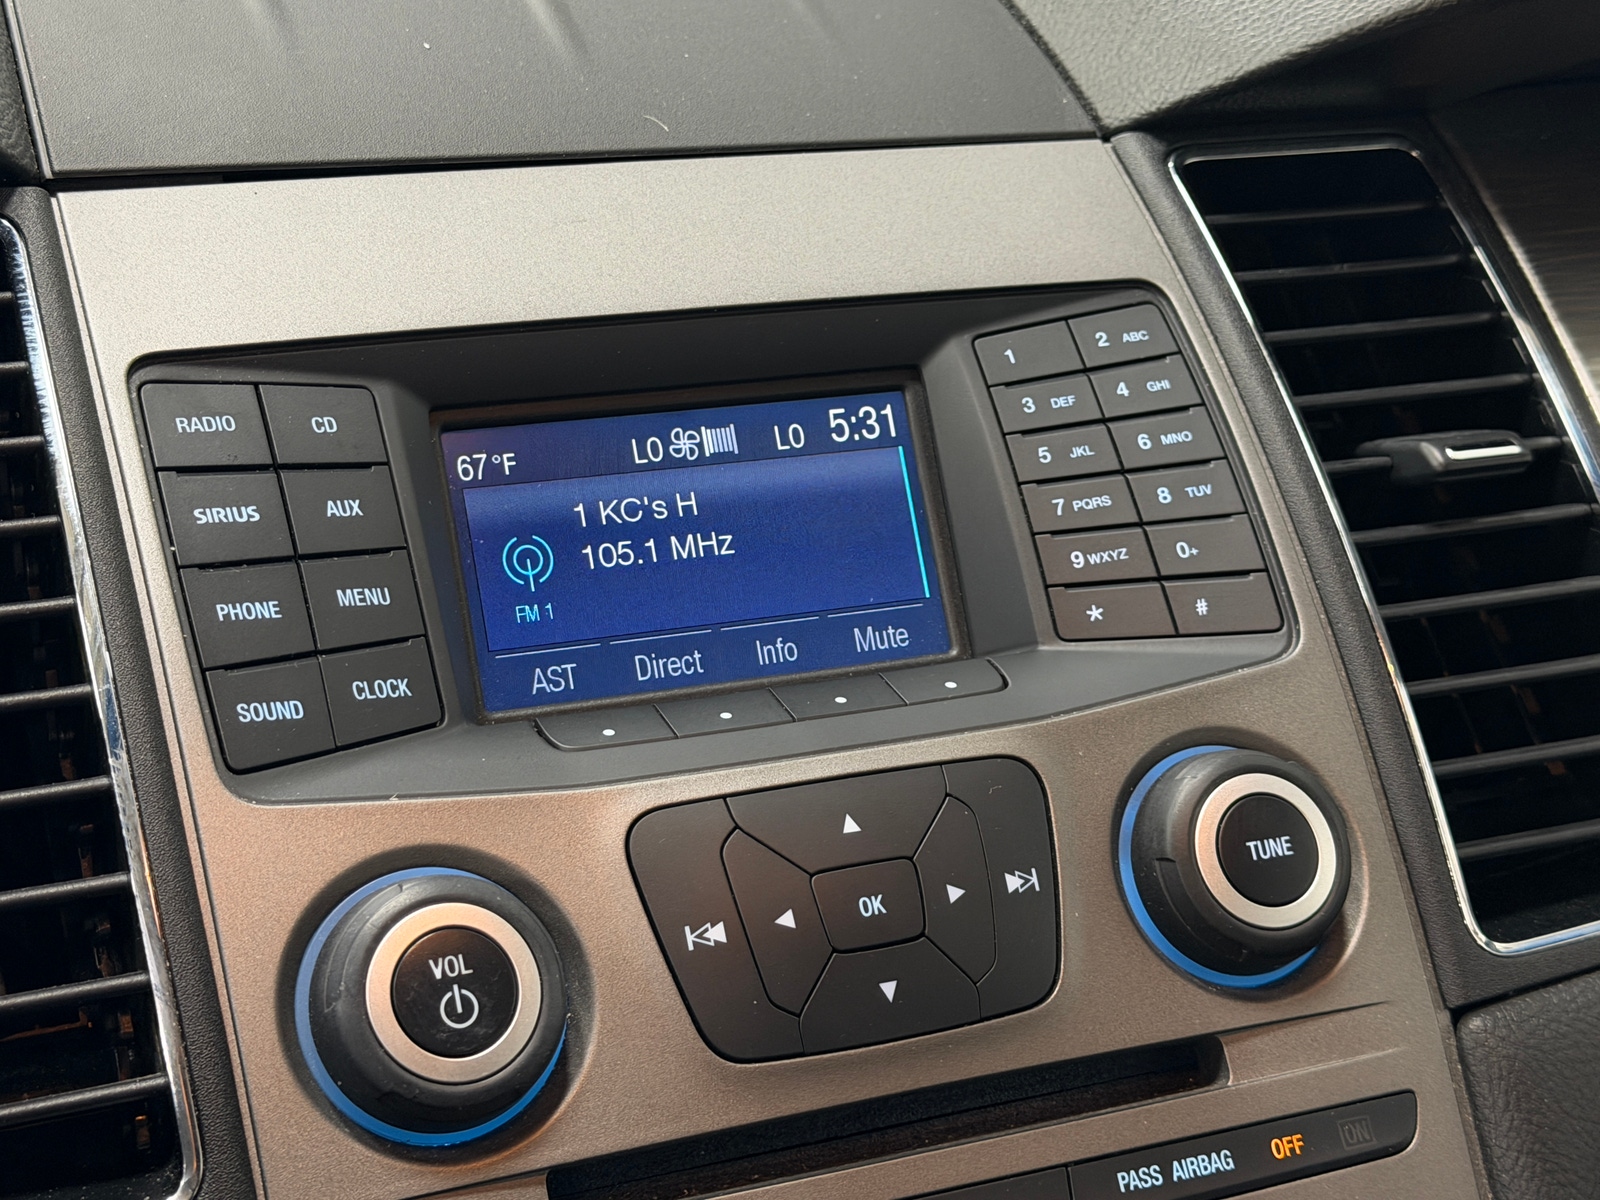 RADIO CD
SIRIUS AUX
PHONE MENU
SOUND CLOCK
67°F LO LO 5:31
1 KC's H
105.1 MHz
FM 1
AST Direct Info Mute
1 2 ABC
3 DEF 4 GHI
5 JKL 6 MNO
7 PQRS 8 TUV
9 WXYZ 0+
* #
VOL
OK
TUNE
PASS AIRBAG OFF ON